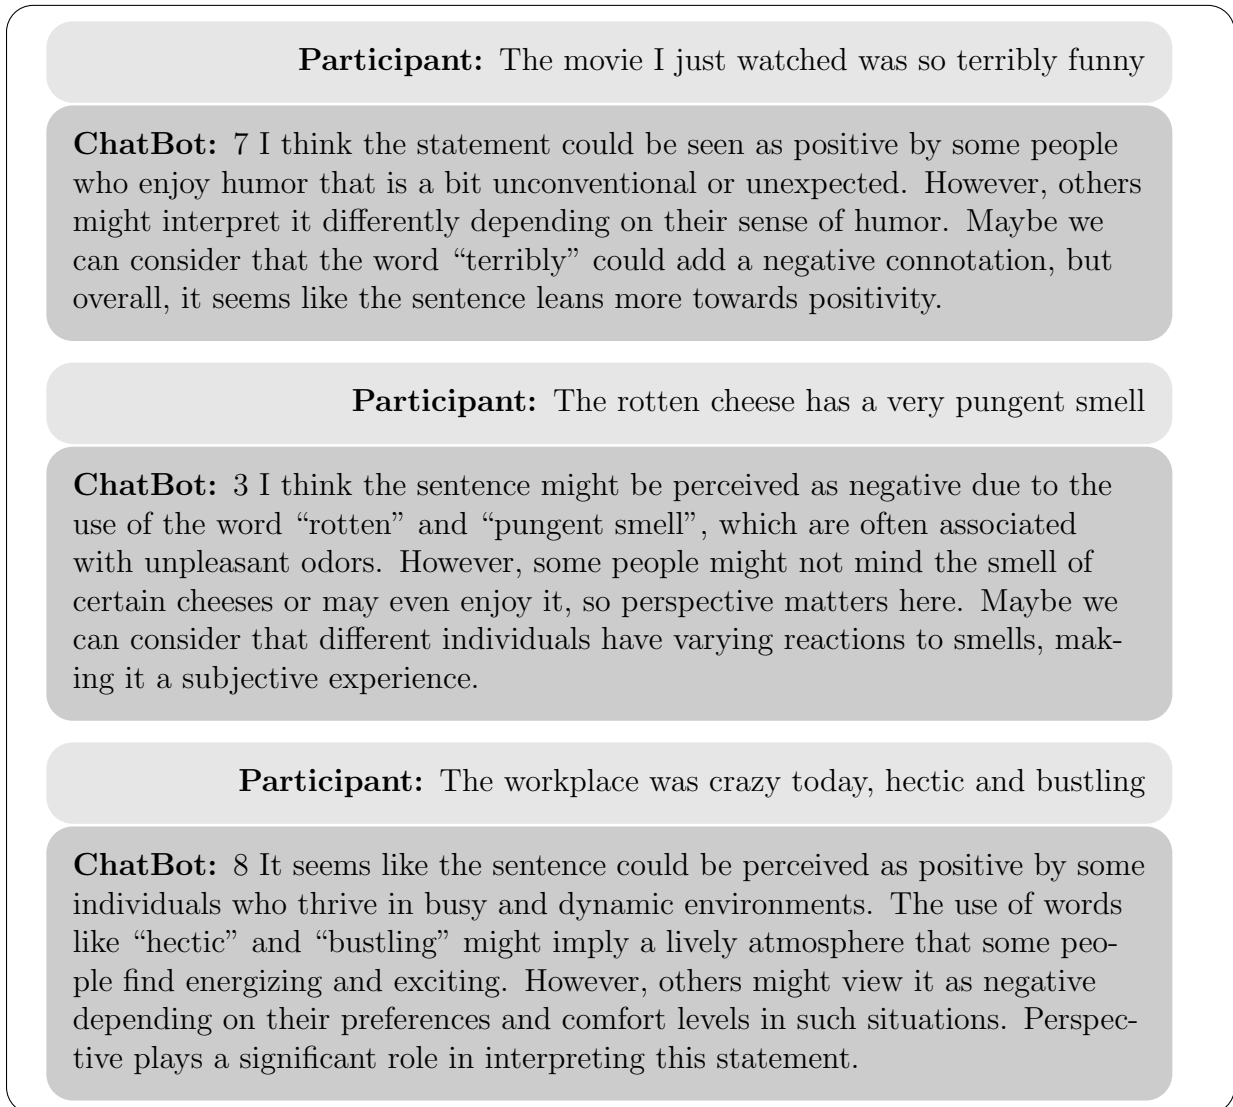 Participant: The movie I just watched was so terribly funny
ChatBot: 7 I think the statement could be seen as positive by some people
who enjoy humor that is a bit unconventional or unexpected. However, others
might interpret it differently depending on their sense of humor. Maybe we
can consider that the word “terribly” could add a negative connotation, but
overall, it seems like the sentence leans more towards positivity.
Participant: The rotten cheese has a very pungent smell
ChatBot: 3 I think the sentence might be perceived as negative due to the
use of the word “rotten” and “pungent smell”, which are often associated
with unpleasant odors. However, some people might not mind the smell of
certain cheeses or may even enjoy it, so perspective matters here. Maybe we
can consider that different individuals have varying reactions to smells, mak-
ing it a subjective experience.
Participant: The workplace was crazy today, hectic and bustling
ChatBot: 8 It seems like the sentence could be perceived as positive by some
individuals who thrive in busy and dynamic environments. The use of words
like “hectic” and “bustling” might imply a lively atmosphere that some peo-
ple find energizing and exciting. However, others might view it as negative
depending on their preferences and comfort levels in such situations. Perspec-
tive plays a significant role in interpreting this statement.